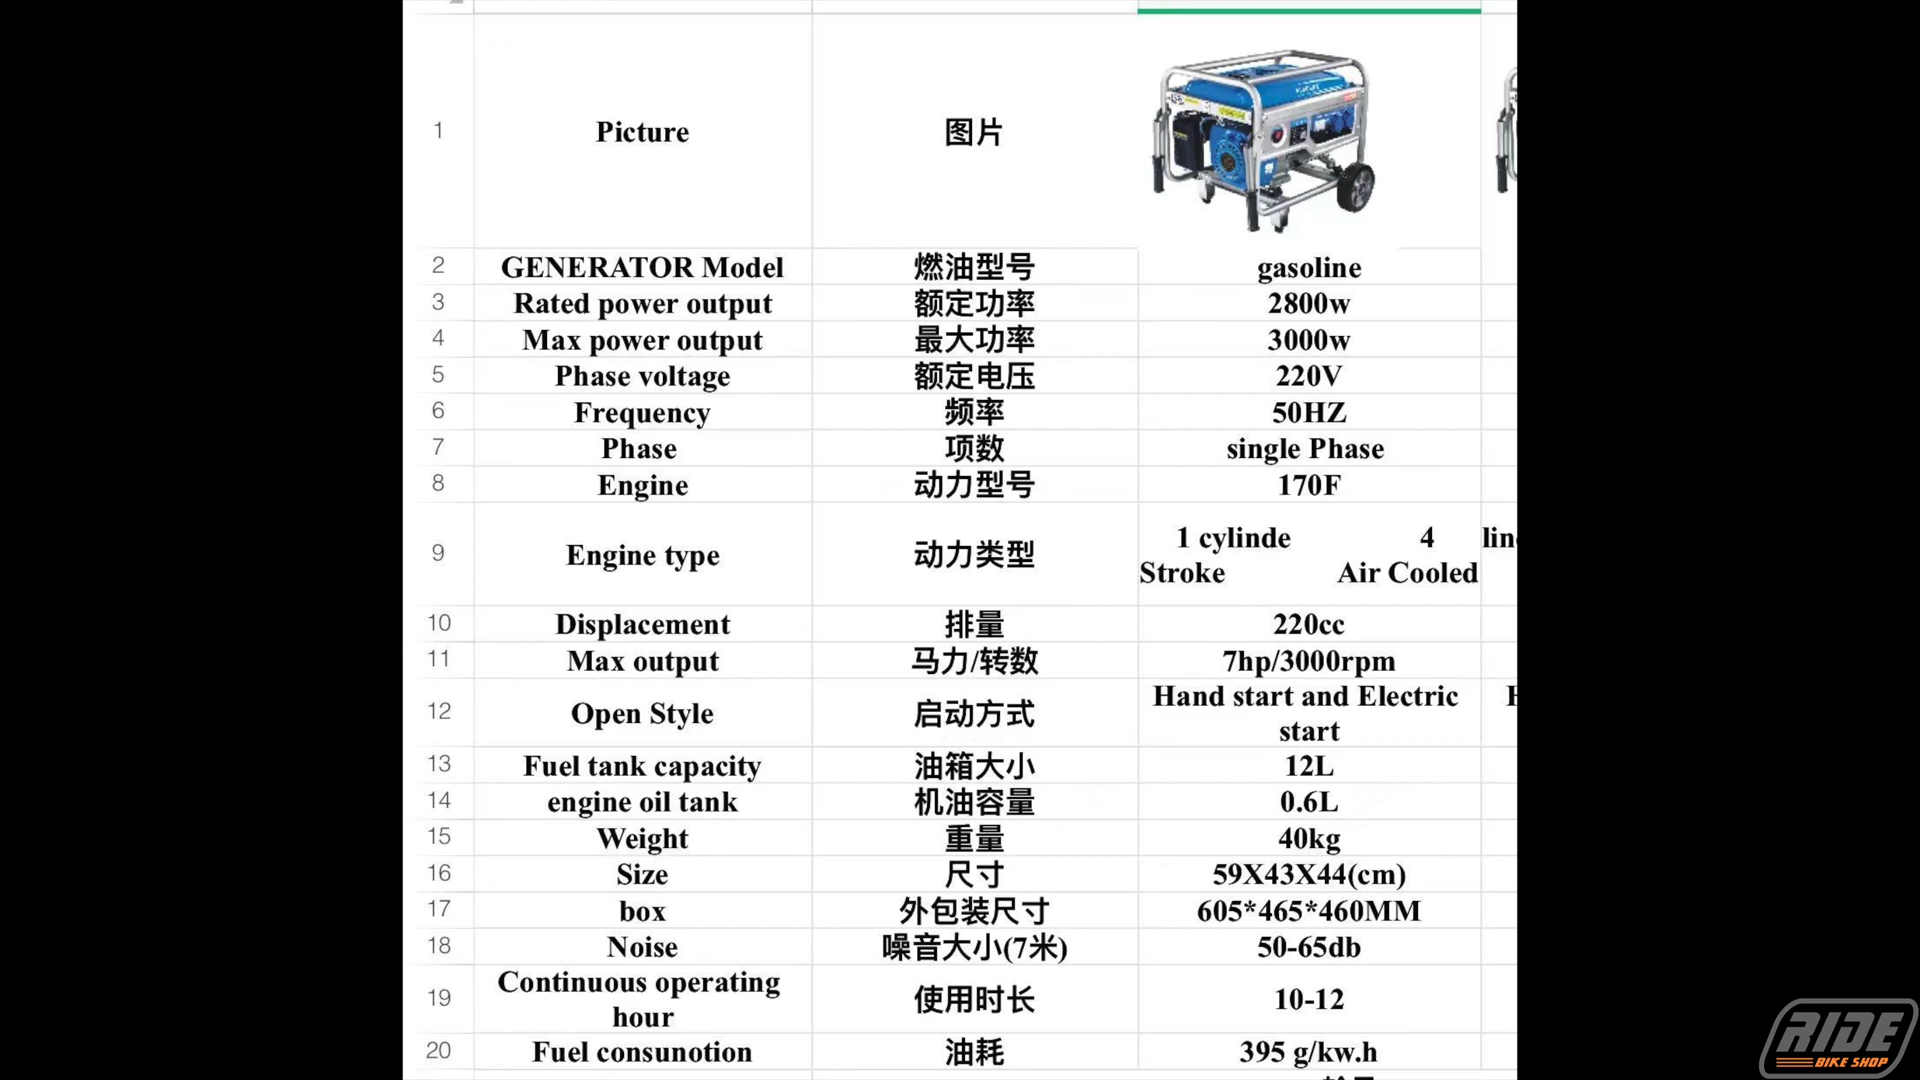 1 Picture 图片
2 GENERATOR Model 燃油型号 gasoline
3 Rated power output 额定功率 2800w
4 Max power output 最大功率 3000w
5 Phase voltage 额定电压 220V
6 Frequency 频率 50HZ
7 Phase 项数 single Phase
8 Engine 动力型号 170F
9 Engine type 动力类型 1 cylinde 4
Stroke Air Cooled
10 Displacement 排量 220cc
11 Max output 马力/转数 7hp/3000rpm
12 Open Style 启动方式 Hand start and Electric
start
13 Fuel tank capacity 油箱大小 12L
14 engine oil tank 机油容量 0.6L
15 Weight 重量 40kg
16 Size 尺寸 59X43X44(cm)
17 box 外包装尺寸 605*465*460MM
18 Noise 噪音大小(7米) 50-65db
19 Continuous operating
hour 使用时长 10-12
20 Fuel consunotion 油耗 395 g/kw.h
RIDE
BIKE SHOP